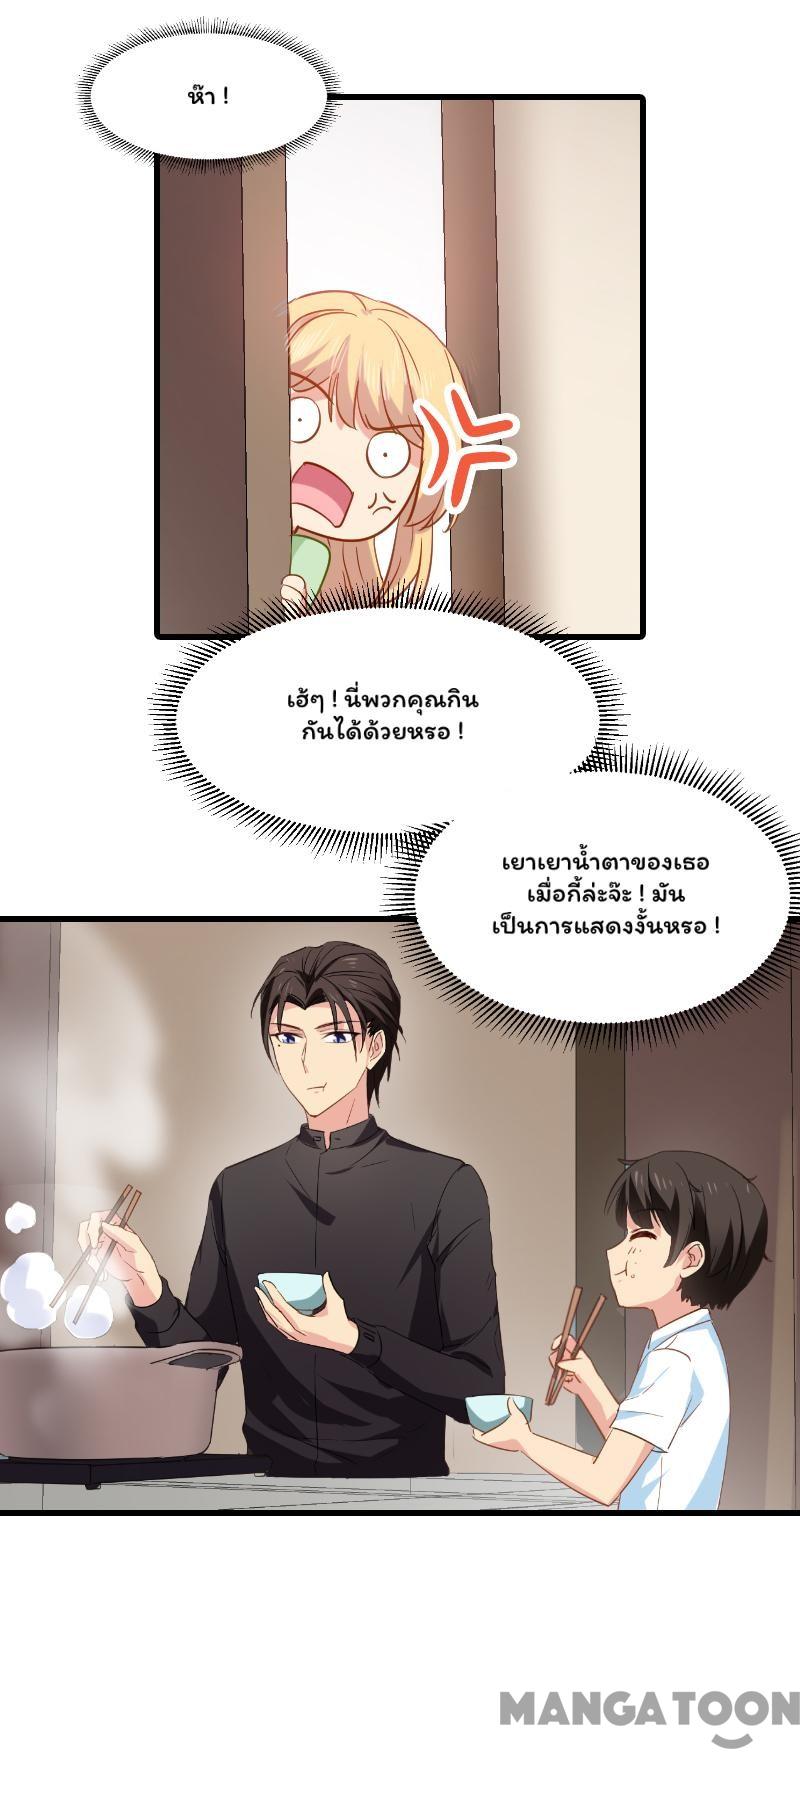 ห๊า !
เฮ้ๆ ! นี่พวกคุณกิน
กันได้ด้วยหรอ !
เยาเยาน้ำตาของเธอ
เมื่อกี้ล่ะจ๊ะ ! มัน
เป็นการแสดงงั้นหรอ !
MANGATOON